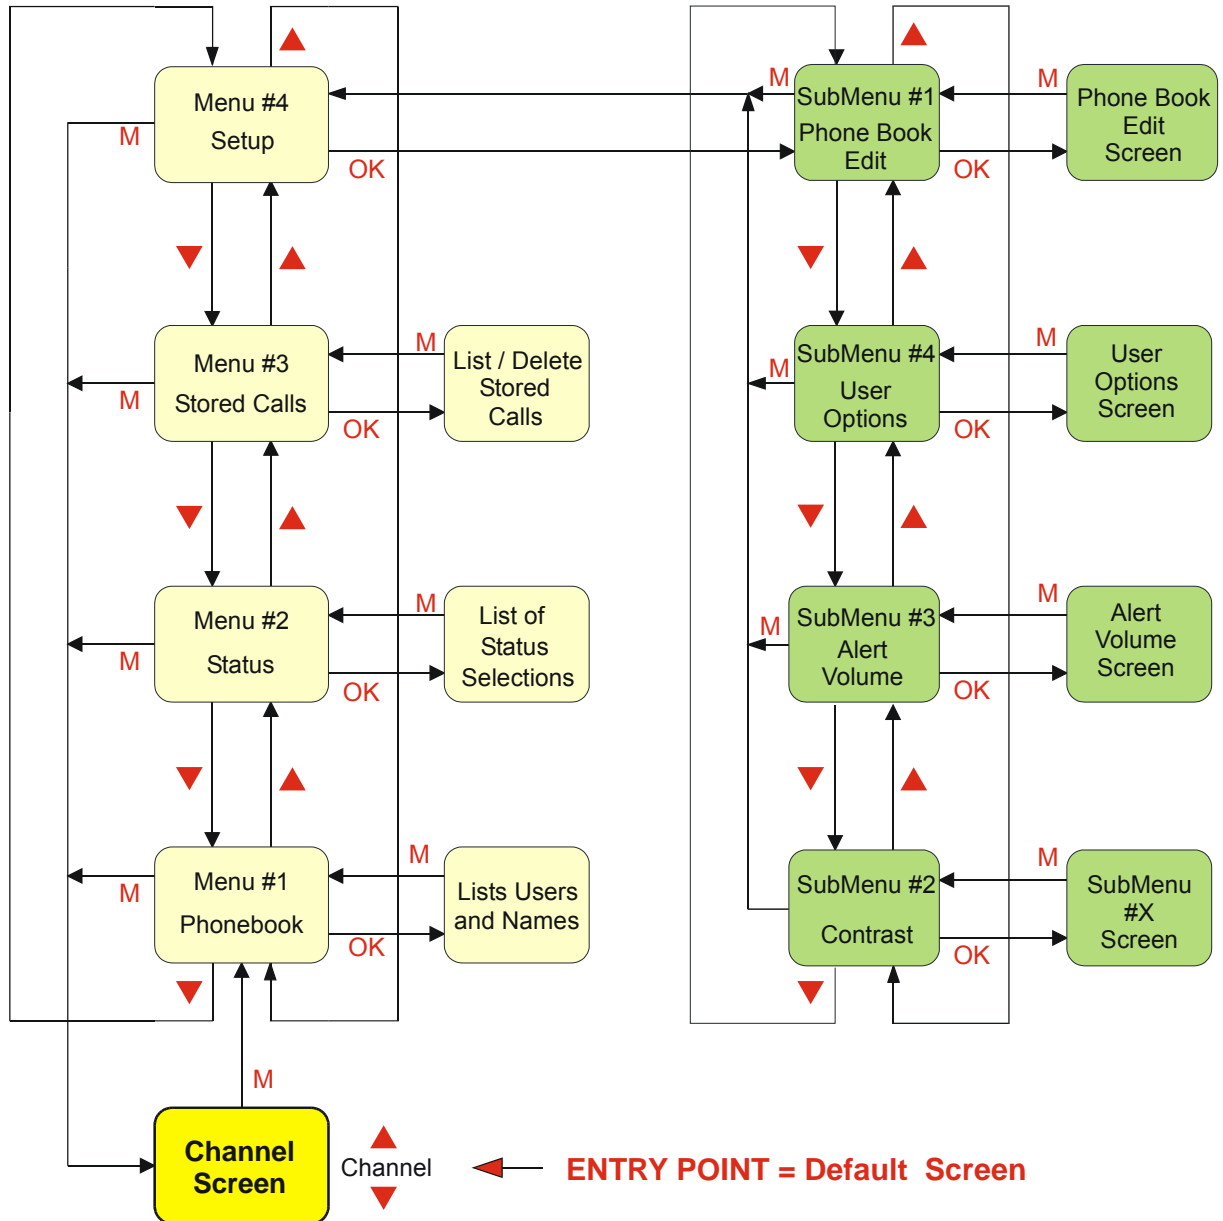 Menu #4
Setup
M
OK
M
SubMenu #1
Phone Book
Edit
M
OK
Phone Book
Edit
Screen
Menu #3
Stored Calls
M
M
OK
List / Delete
Stored
Calls
M
SubMenu #4
User
Options
M
OK
User
Options
Screen
Menu #2
Status
M
M
OK
List of
Status
Selections
M
SubMenu #3
Alert
Volume
M
OK
Alert
Volume
Screen
Menu #1
Phonebook
M
M
OK
Lists Users
and Names
SubMenu #2
Contrast
M
OK
SubMenu
#X
Screen
M
Channel
Screen
Channel
ENTRY POINT = Default Screen